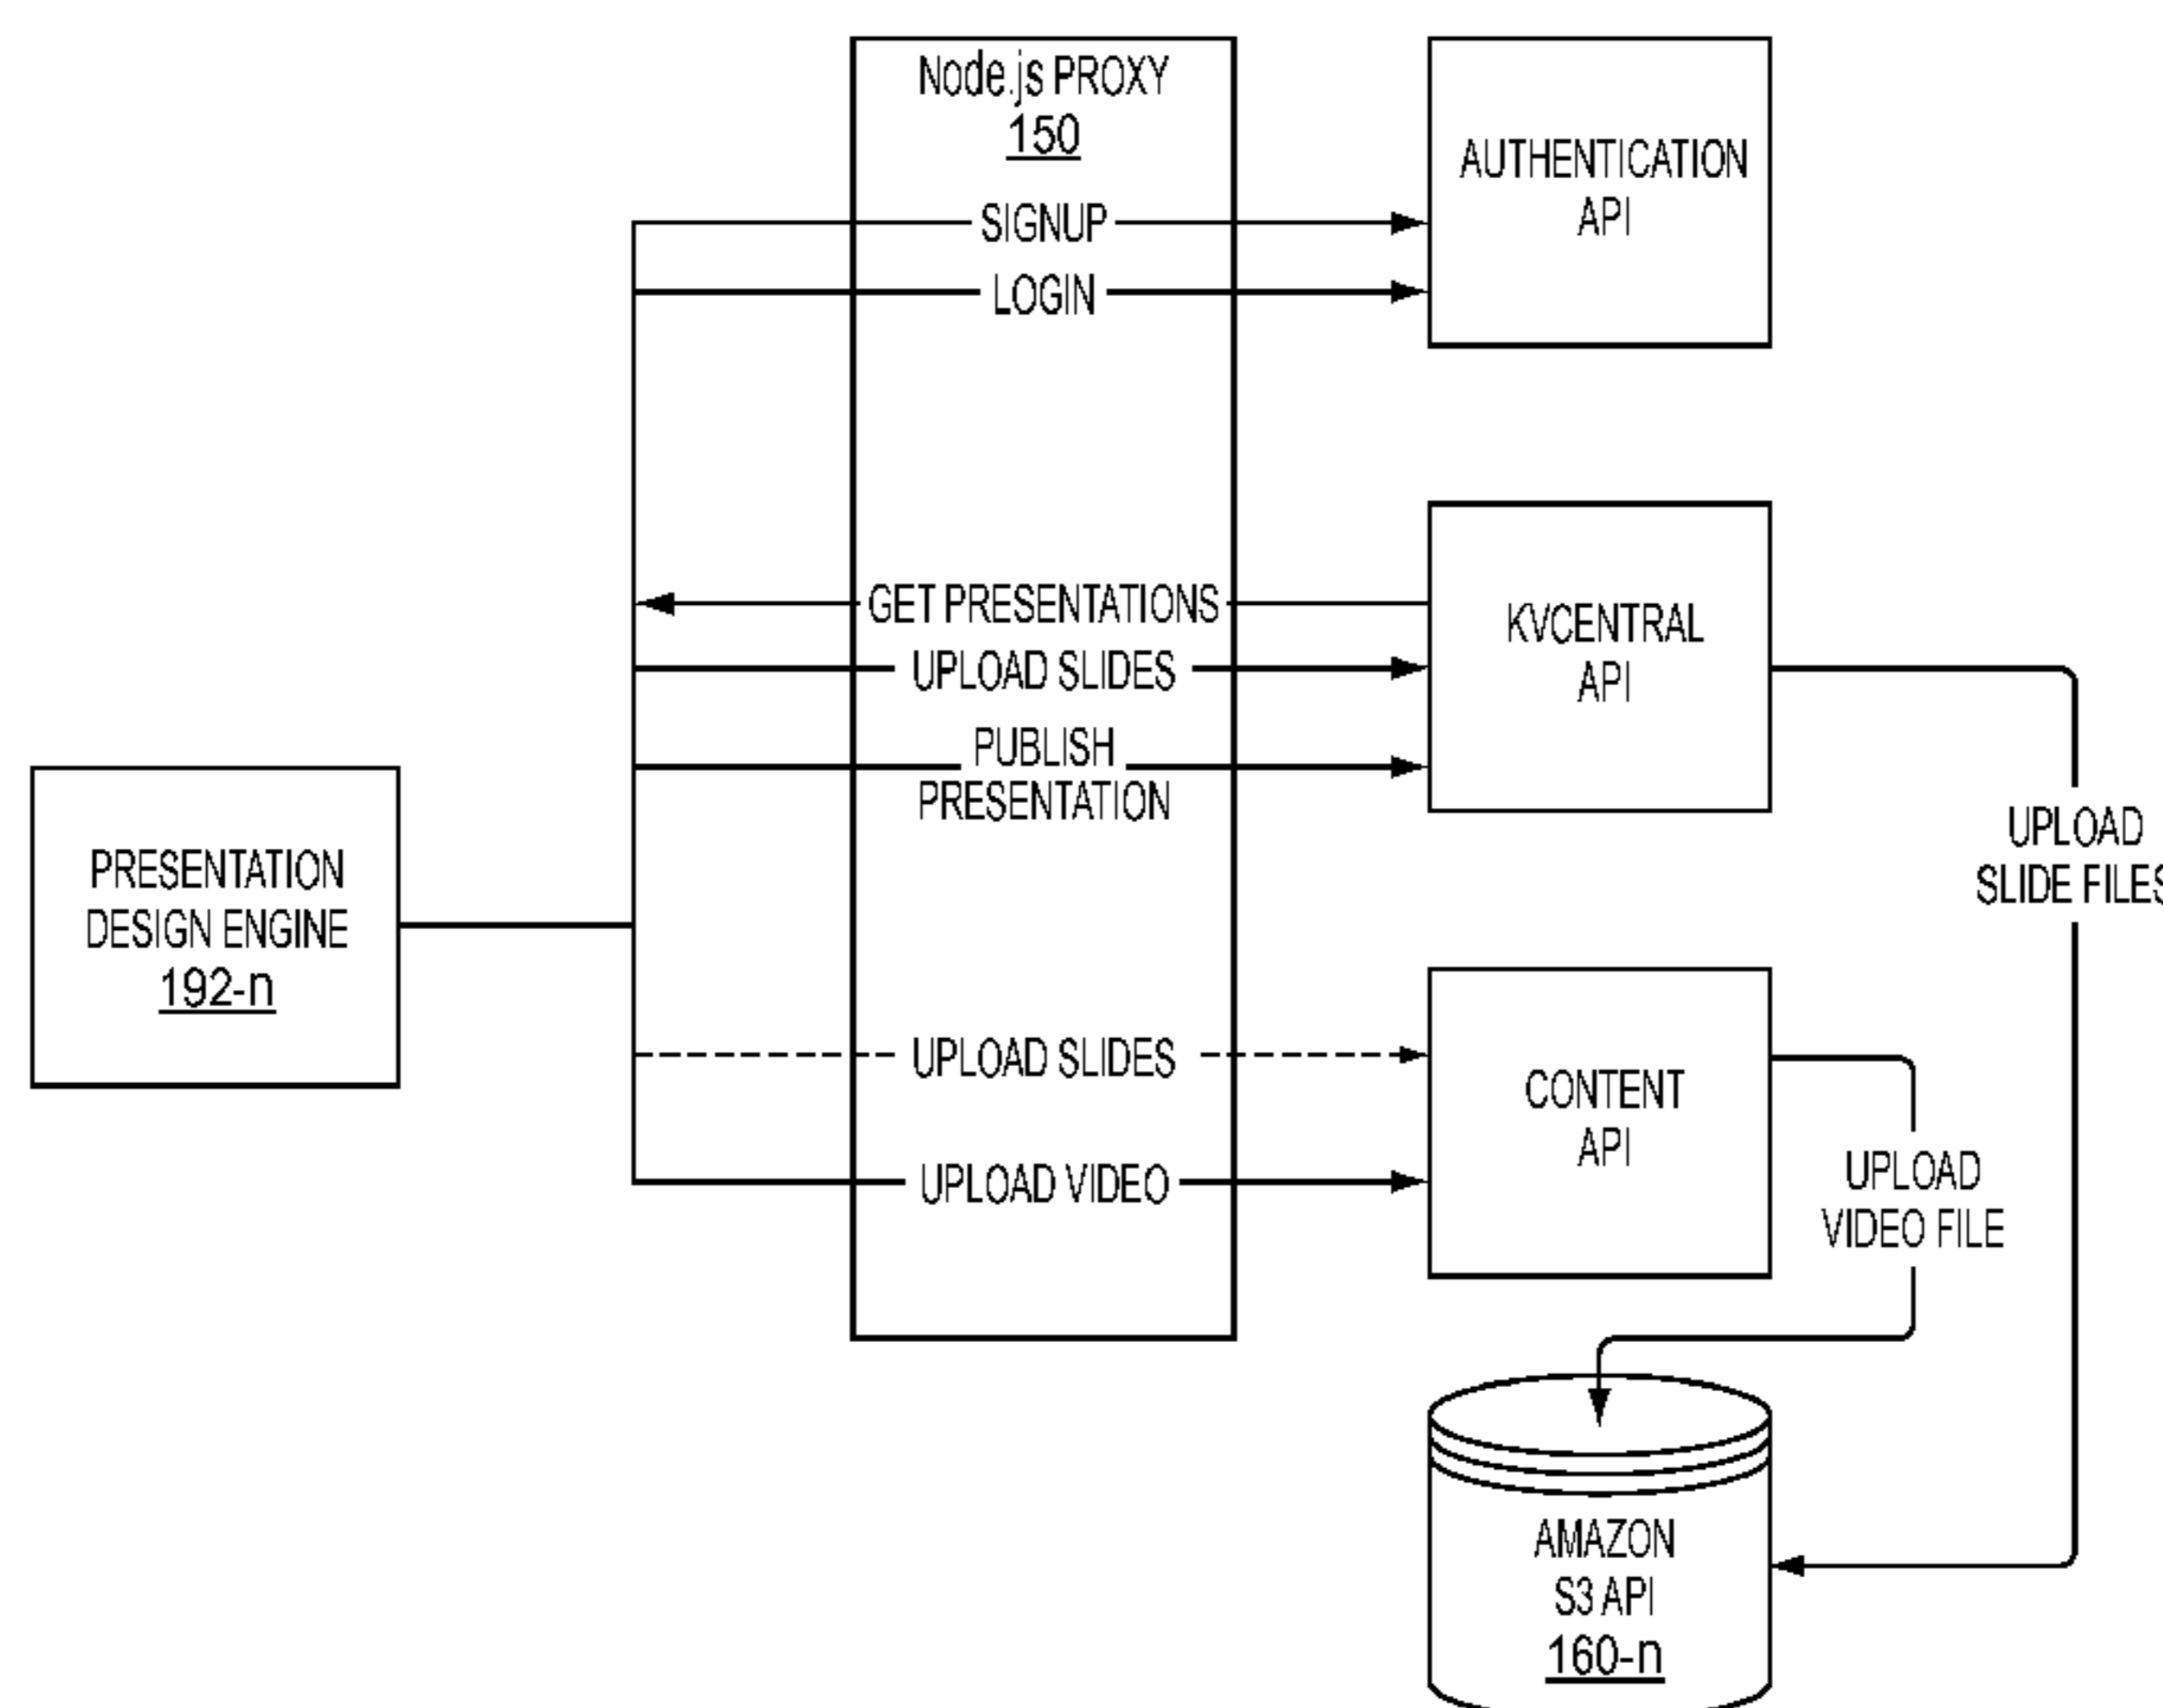 Node.js PROXY
150
SIGNUP
LOGIN
GET PRESENTATIONS
UPLOAD SLIDES
PUBLISH
PRESENTATION
UPLOAD SLIDES
UPLOAD VIDEO
AUTHENTICATION
API
KVCENTRAL
API
CONTENT
API
PRESENTATION
DESIGN ENGINE
192-n
UPLOAD
SLIDE FILES
UPLOAD
VIDEO FILE
AMAZON
S3 API
160-n